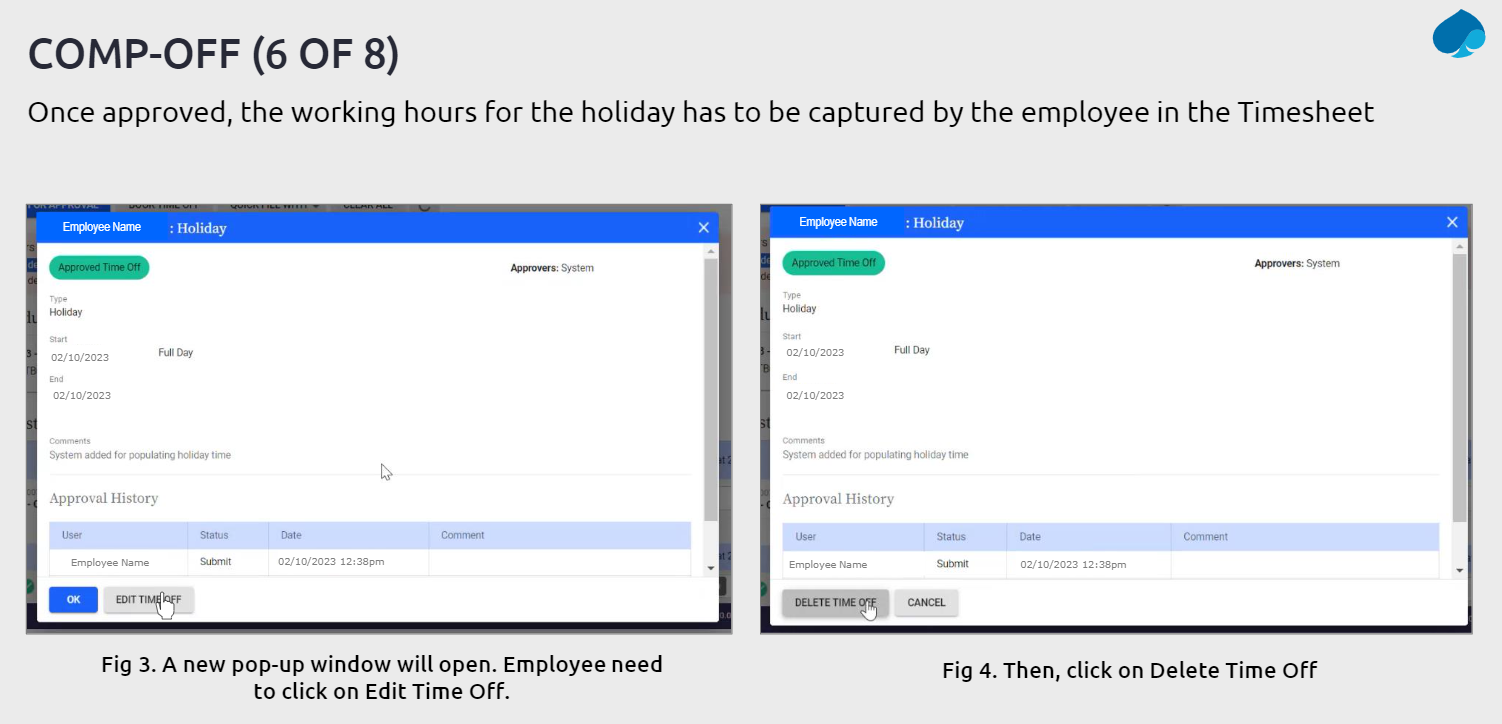 COMP-OFF (6 OF 8)
Once approved, the working hours for the holiday has to be captured by the employee in the Timesheet
FOR APPROVAL BOOK TIME OFF QUICK FILL WITH CLEAR ALL
Employee Name : Holiday
Approved Time Off
Approvers: System
Type
Holiday
Start
02/10/2023 Full Day
End
02/10/2023
Comments
System added for populating holiday time
Approval History
User Status Date Comment
Employee Name Submit 02/10/2023 12:38pm
OK EDIT TIME OFF
Fig 3. A new pop-up window will open. Employee need
to click on Edit Time Off.
Employee Name : Holiday
Approved Time Off
Approvers: System
Type
Holiday
Start
02/10/2023 Full Day
End
02/10/2023
Comments
System added for populating holiday time
Approval History
User Status Date Comment
Employee Name Submit 02/10/2023 12:38pm
DELETE TIME OFF CANCEL
Fig 4. Then, click on Delete Time Off